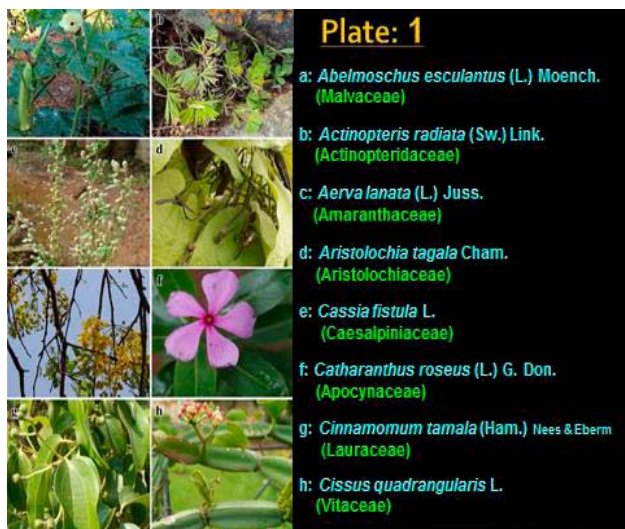 Plate: 1
a: Abelmoschus esculantus (L.) Moench.
(Malvaceae)
b: Actinopteris radiata (Sw.) Link.
(Actinopteridaceae)
c: Aerva lanata (L.) Juss.
(Amaranthaceae)
d: Aristolochia tagala Cham.
(Aristolochiaceae)
e: Cassia fistula L.
(Caesalpiniaceae)
f: Catharanthus roseus (L.) G. Don.
(Apocynaceae)
g: Cinnamomum tamala (Ham.) Nees & Eberm
(Lauraceae)
h: Cissus quadrangularis L.
(Vitaceae)
a
b
c
d
f
g
h